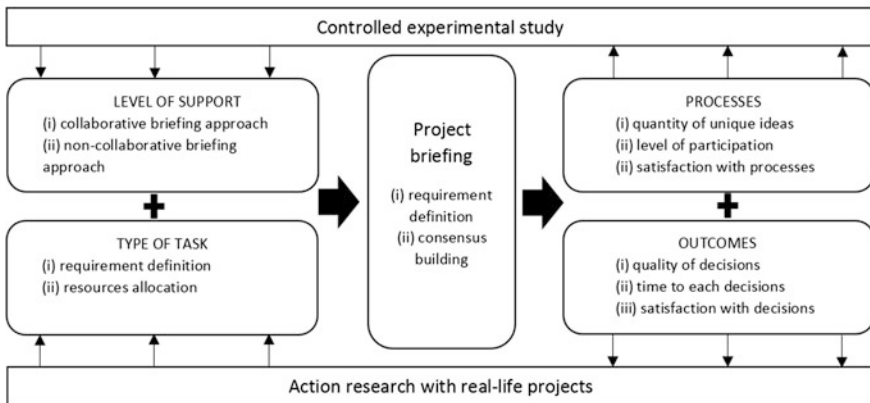 Controlled experimental study
LEVEL OF SUPPORT
(i) collaborative briefing approach
(ii) non-collaborative briefing
approach
TYPE OF TASK
(i) requirement definition
(ii) resources allocation
Project
briefing
(i) requirement
definition
(ii) consensus
building
PROCESSES
(i) quantity of unique ideas
(ii) level of participation
(ii) satisfaction with processes
OUTCOMES
(i) quality of decisions
(ii) time to each decisions
(iii) satisfaction with decisions
Action research with real-life projects